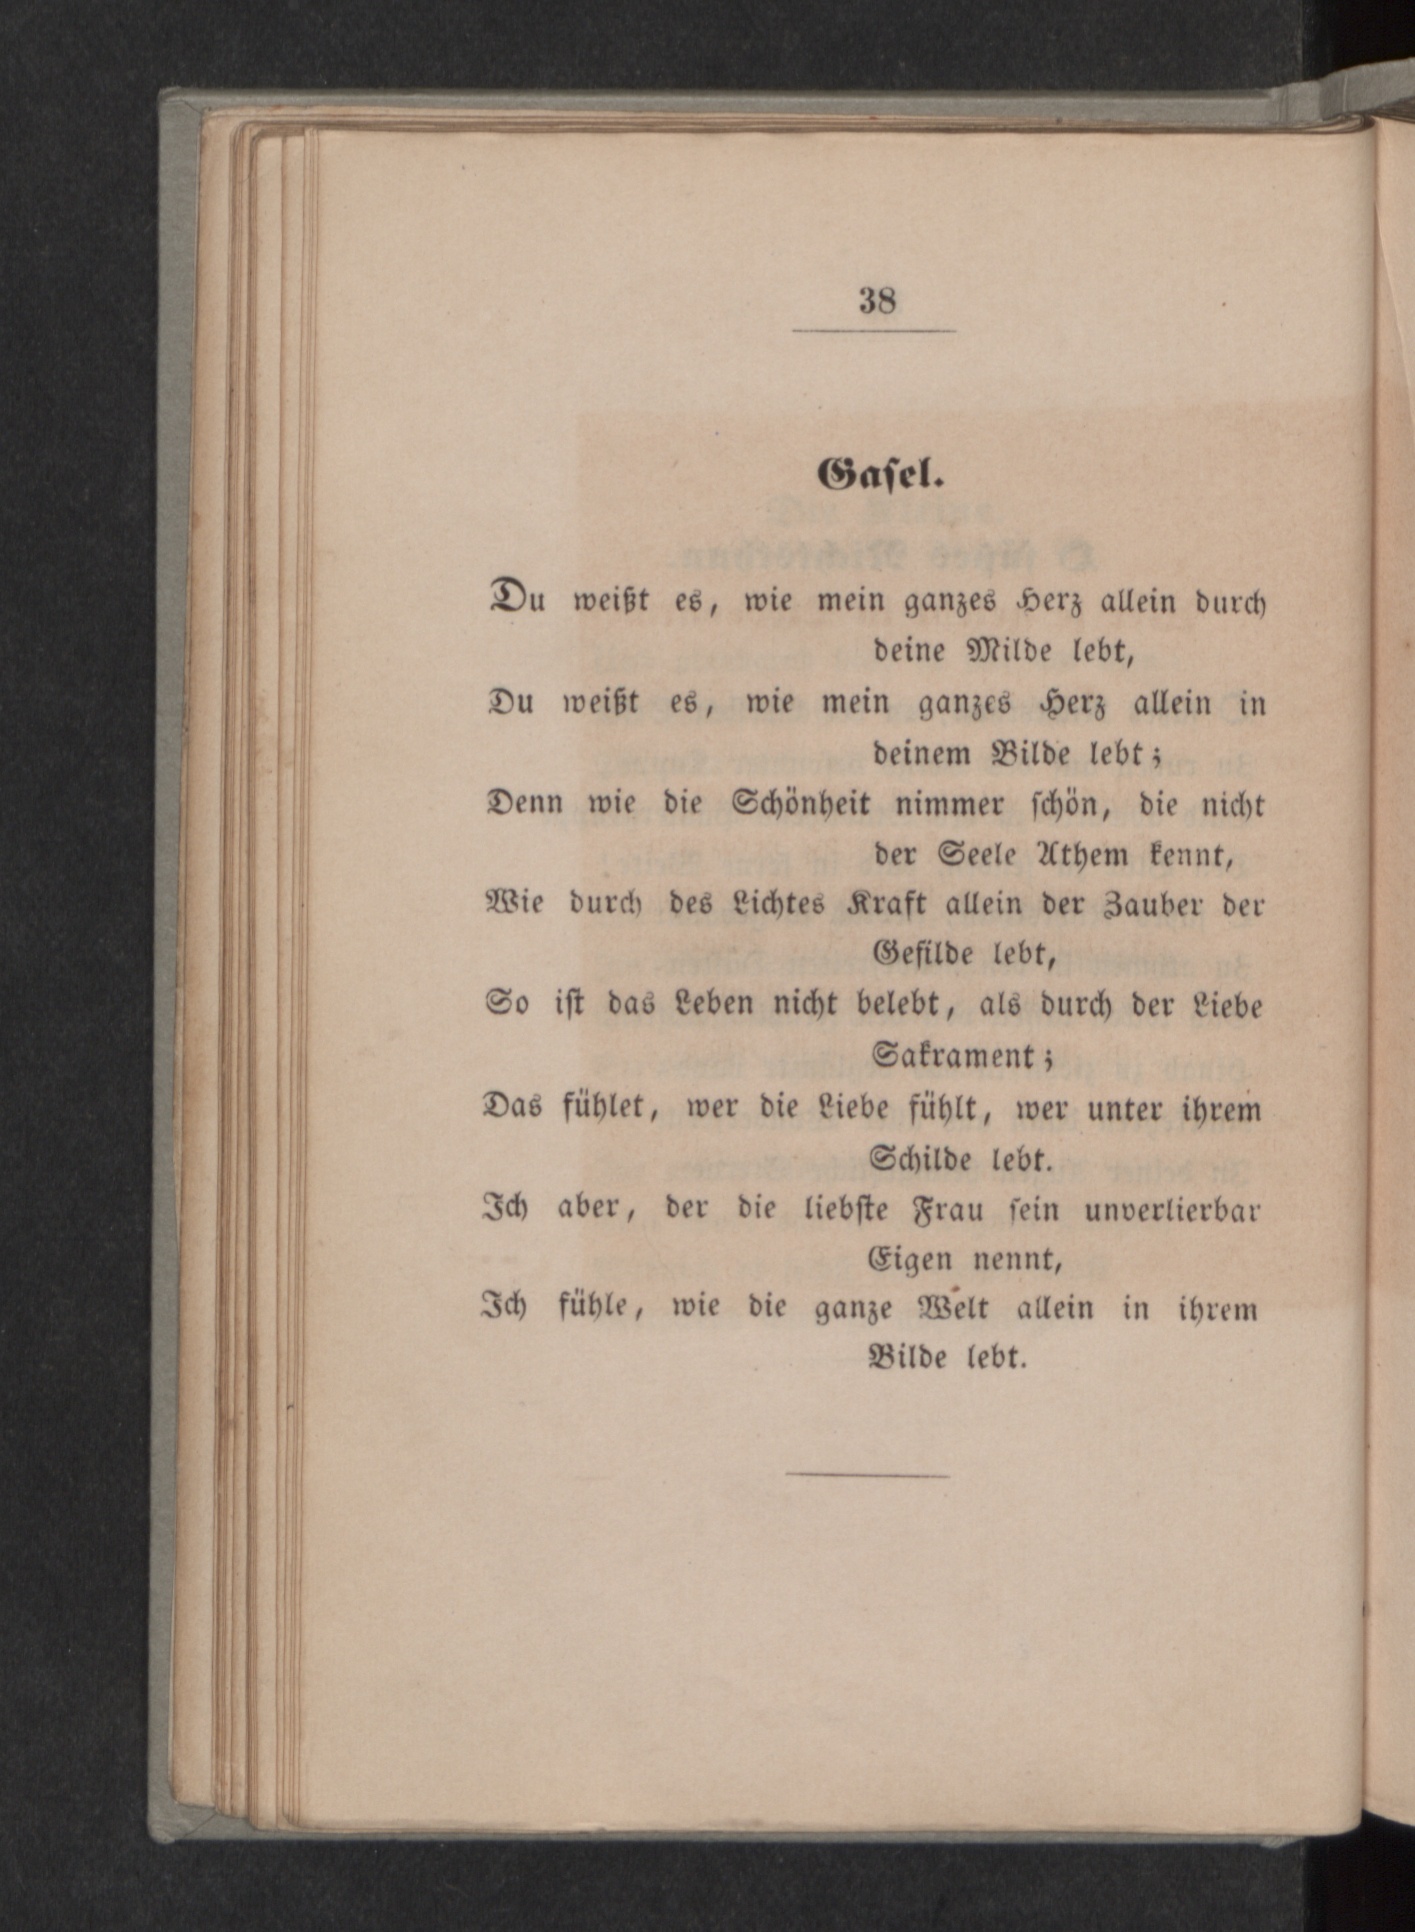 38
Gaſel.
Du weißt es, wie mein ganzes Herz allein durch
deine Milde lebt,
Du weißt es, wie mein ganzes Herz allein in
deinem Bilde lebt;
Denn wie die Schönheit nimmer ſchön, die nicht
der Seele Athem kennt,
Wie durch des Lichtes Kraft allein der Zauber der
Gefilde lebt,
So iſt das Leben nicht belebt, als durch der Liebe
Sakrament;
Das fühlet, wer die Liebe fühlt, wer unter ihrem
Schilde lebt.
Ich aber, der die liebſte Frau ſein unverlierbar
Eigen nennt,
Ich fühle, wie die ganze Welt allein in ihrem
Bilde lebt.